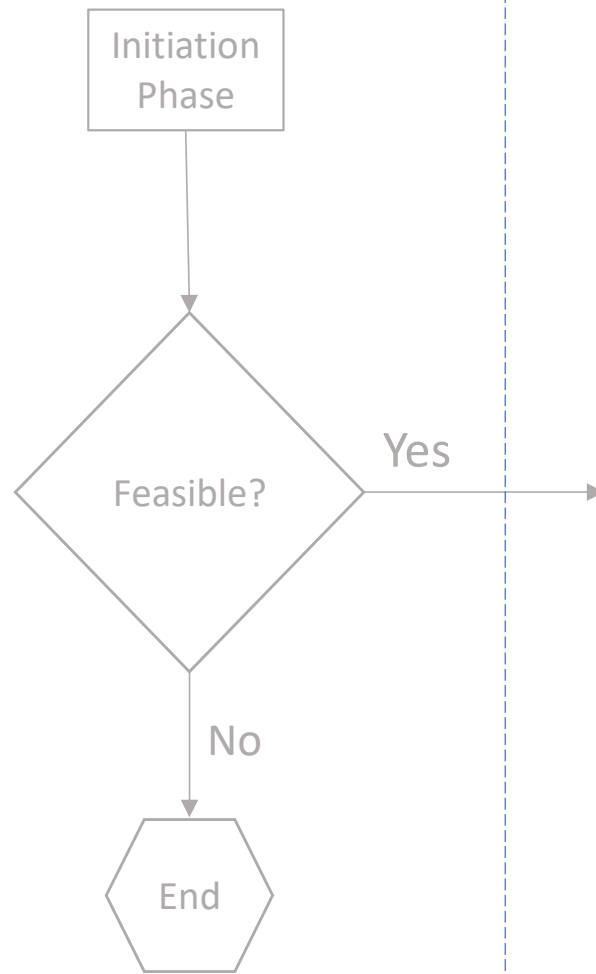 Initiation
Phase
Yes
Feasible?
No
End